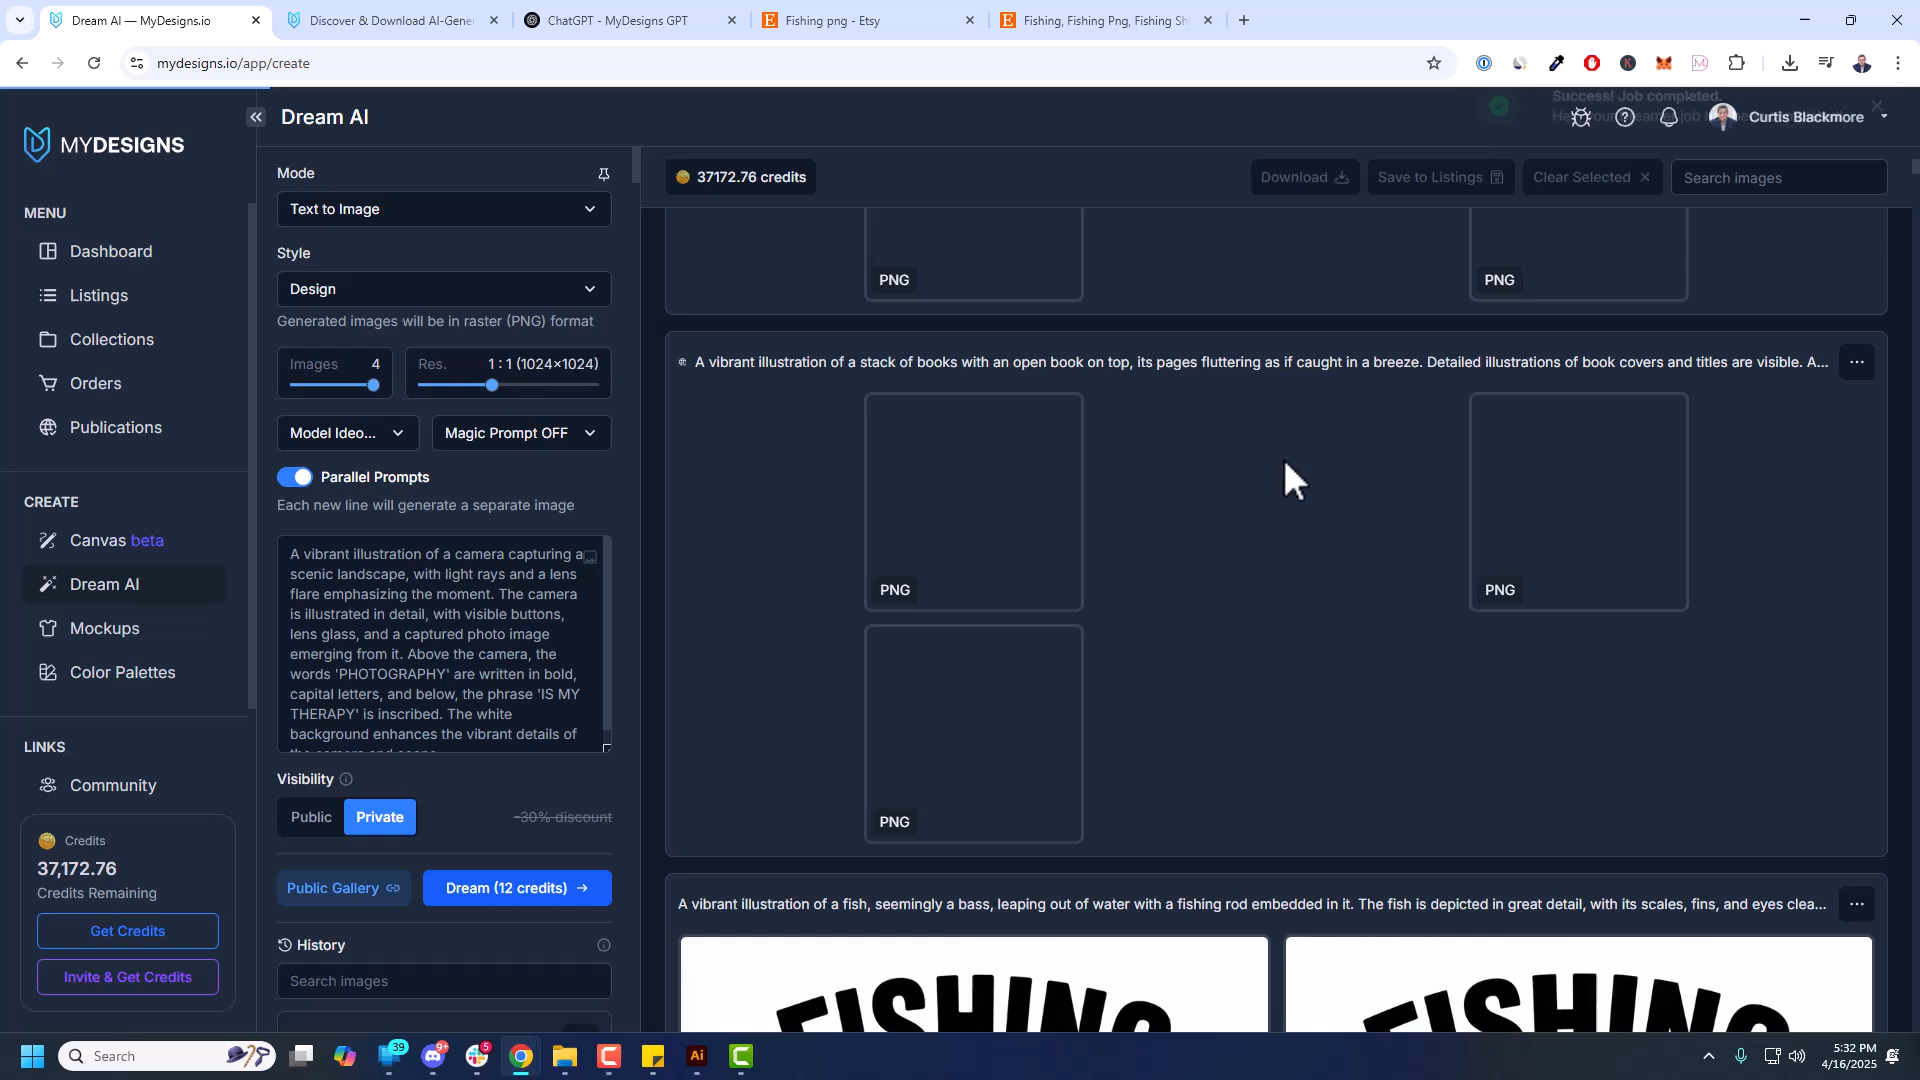 Dream AI — MyDesigns.io
Discover & Download AI-Gener
ChatGPT - MyDesigns GPT
Fishing png - Etsy
Fishing, Fishing Png, Fishing Sh
mydesigns.io/app/create
MYDESIGNS
Dream AI
Success! Job completed.
Curtis Blackmore
MENU
Dashboard
Listings
Collections
Orders
Publications
CREATE
Canvas beta
Dream AI
Mockups
Color Palettes
LINKS
Community
Credits
37,172.76
Credits Remaining
Get Credits
Invite & Get Credits
Mode
Text to Image
Style
Design
Generated images will be in raster (PNG) format
Images 4
Res. 1 : 1 (1024×1024)
Model Ideo...
Magic Prompt OFF
Parallel Prompts
Each new line will generate a separate image
A vibrant illustration of a camera capturing a
scenic landscape, with light rays and a lens
flare emphasizing the moment. The camera
is illustrated in detail, with visible buttons,
lens glass, and a captured photo image
emerging from it. Above the camera, the
words 'PHOTOGRAPHY' are written in bold,
capital letters, and below, the phrase 'IS MY
THERAPY' is inscribed. The white
background enhances the vibrant details of
Visibility
Public
Private
-30% discount
Public Gallery
Dream (12 credits)
History
Search images
37172.76 credits
Download
Save to Listings
Clear Selected
Search images
PNG
PNG
A vibrant illustration of a stack of books with an open book on top, its pages fluttering as if caught in a breeze. Detailed illustrations of book covers and titles are visible. A...
PNG
PNG
PNG
A vibrant illustration of a fish, seemingly a bass, leaping out of water with a fishing rod embedded in it. The fish is depicted in great detail, with its scales, fins, and eyes clea...
FISHING
FISHING
Search
39
9+
5
Ai
5:32 PM
4/16/2025